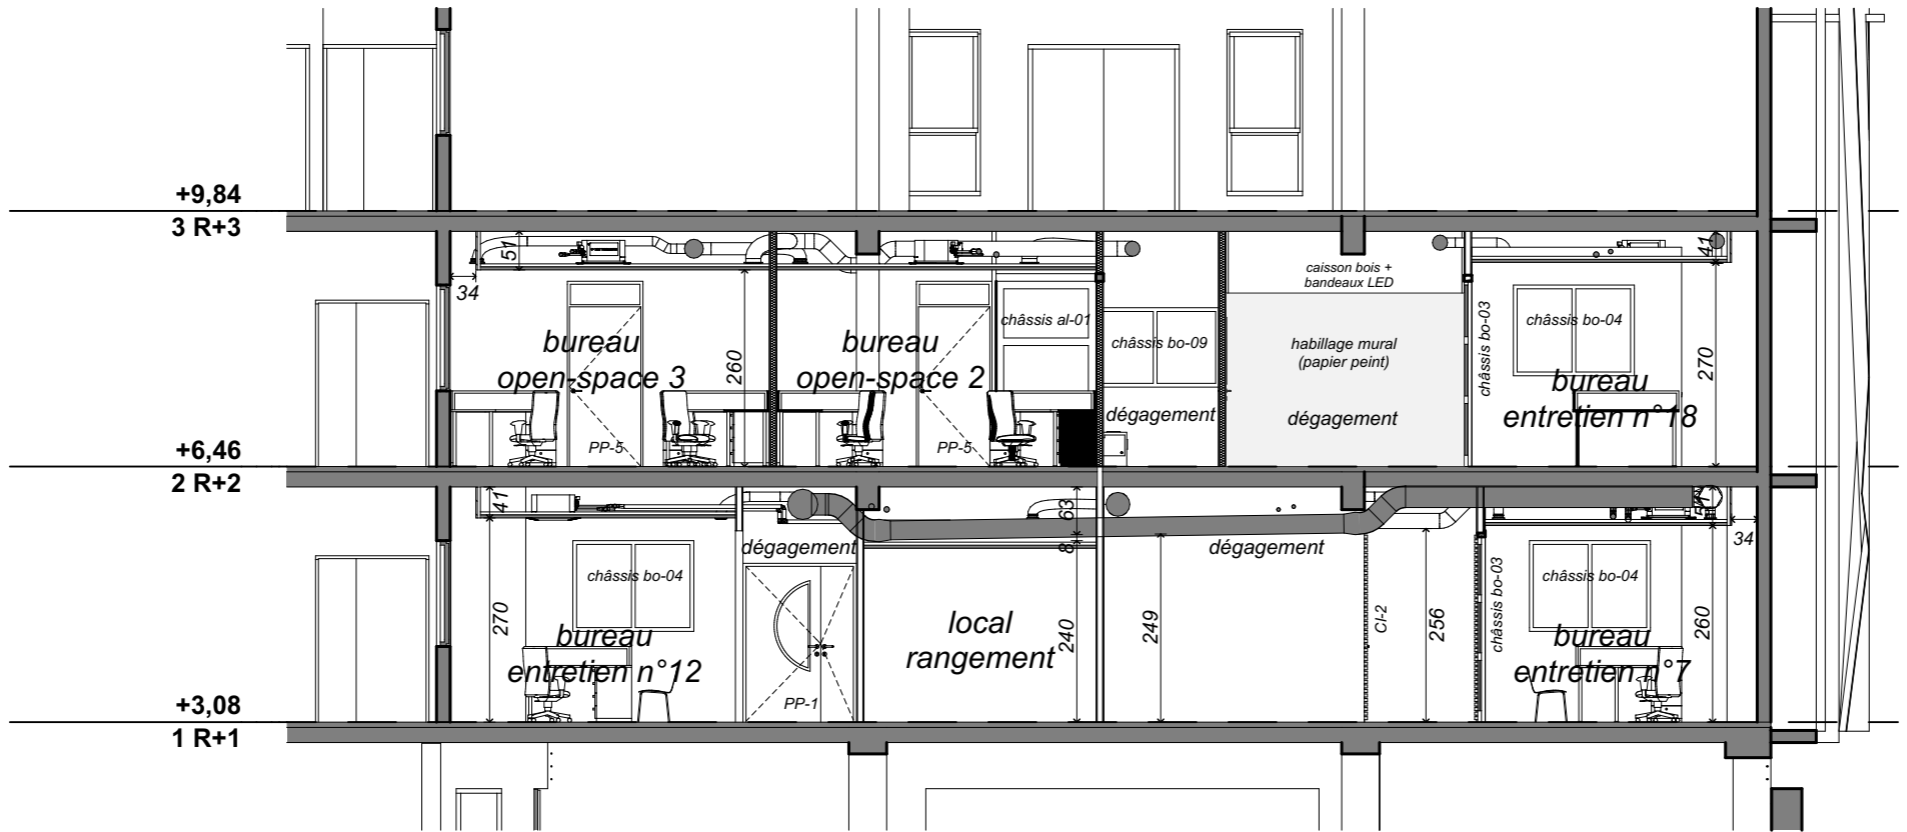 +9,84
3 R+3
51
34
41
caisson bois +
bandeaux LED
châssis al-01
châssis bo-09
habillage mural
(papier peint)
châssis bo-03
châssis bo-04
bureau
open-space 3
260
bureau
open-space 2
270
bureau
entretien n°18
dégagement
dégagement
PP-5
PP-5
+6,46
2 R+2
41
63
8
34
dégagement
dégagement
châssis bo-04
270
bureau
entretien n°12
PP-1
local
rangement
240
249
CI-2
256
châssis bo-03
châssis bo-04
bureau
entretien n°7
260
+3,08
1 R+1